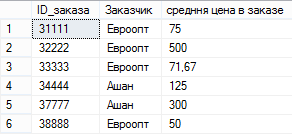 ID_заказа Заказчик средння цена в заказе
1 31111 Евроопт 75
2 32222 Евроопт 500
3 33333 Евроопт 71,67
4 34444 Ашан 125
5 37777 Ашан 300
6 38888 Евроопт 50